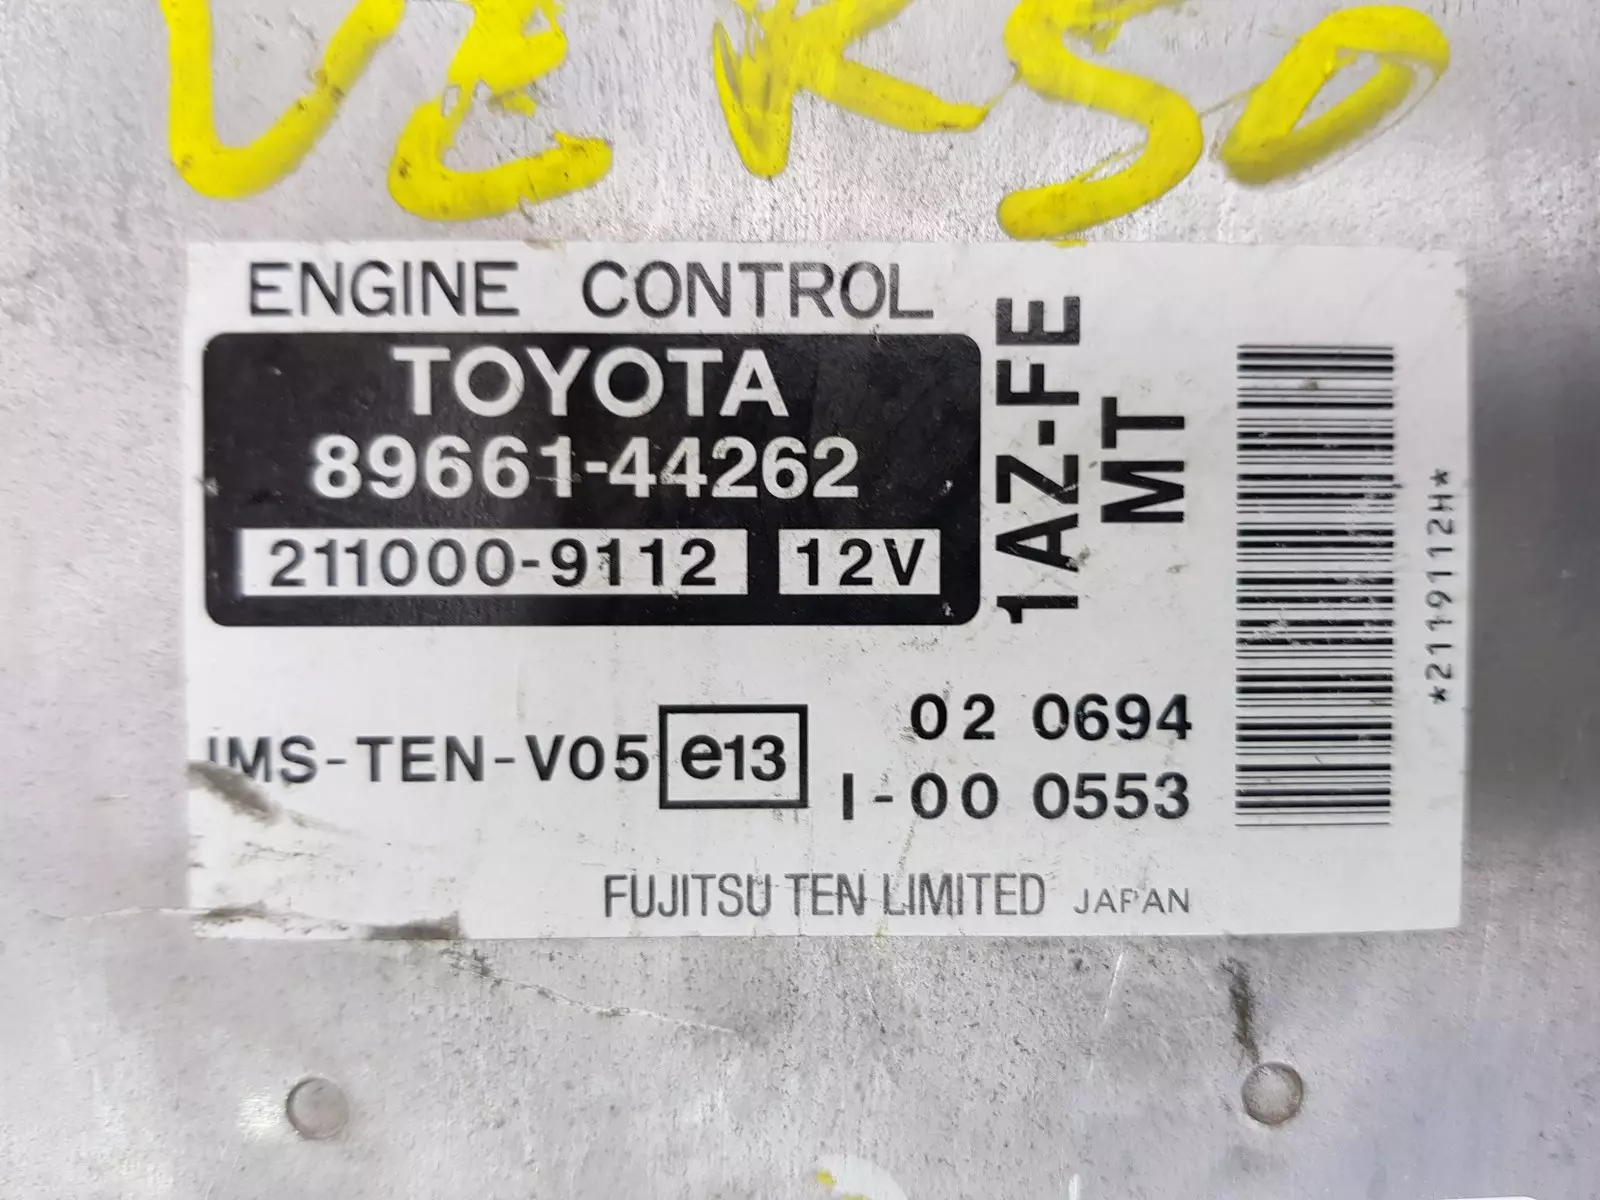 VERSO
ENGINE CONTROL
TOYOTA
89661-44262
211000-9112 12V
1AZ-FE
MT
*2119112H*
IMS-TEN-V05 e13 02 0694
I-00 0553
FUJITSU TEN LIMITED JAPAN